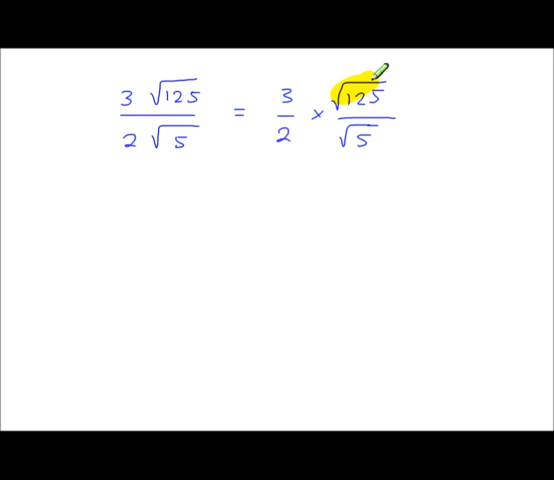 3 √125 / 2 √5 = 3/2 × √125 / √5